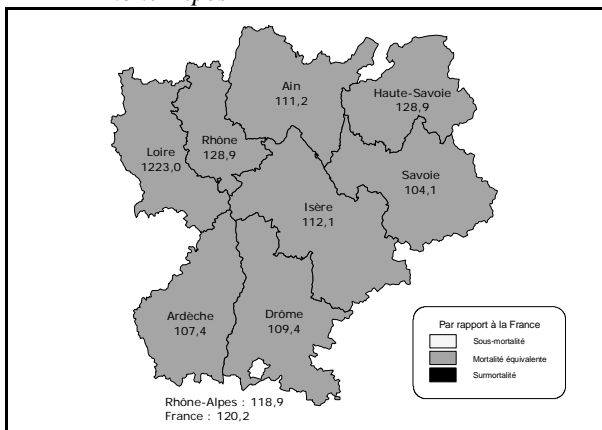 Ain
111,2
Haute-Savoie
128,9
Rhône
128,9
Loire
1223,0
Savoie
104,1
Isère
112,1
Ardèche
107,4
Drôme
109,4
Par rapport à la France
Sous-mortalité
Mortalité équivalente
Surmortalité
Rhône-Alpes : 118,9
France : 120,2